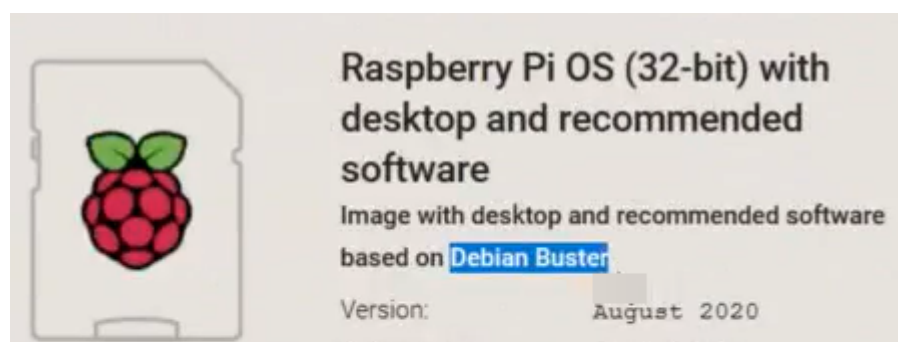 Raspberry Pi OS (32-bit) with
desktop and recommended
software
Image with desktop and recommended software
based on Debian Buster
Version: August 2020